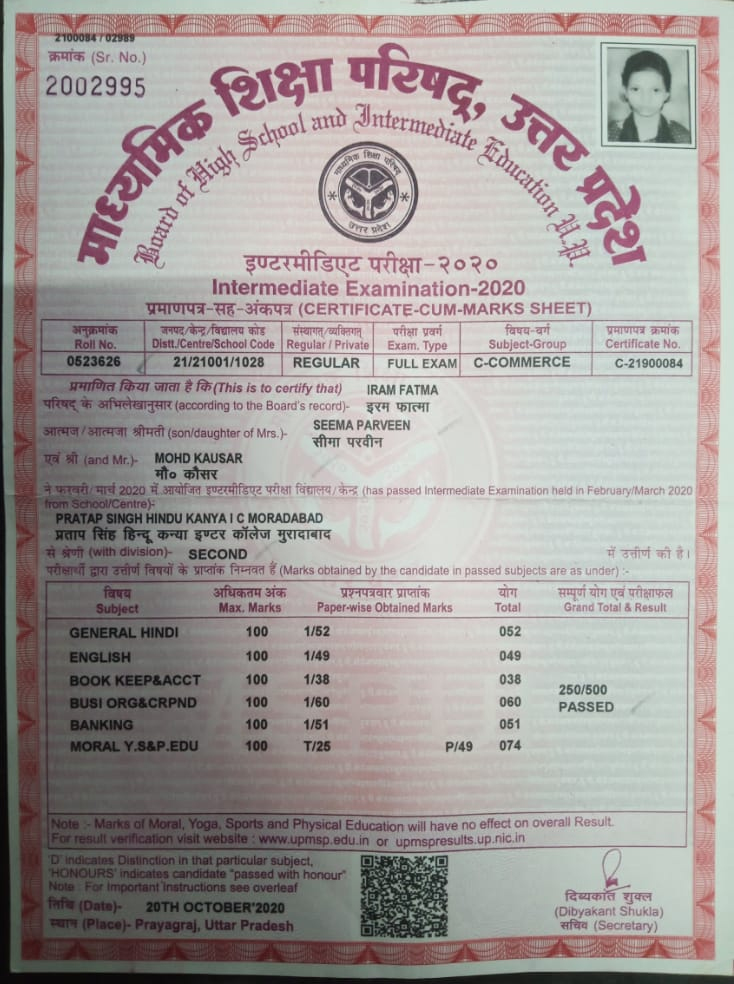 2100084 / 02989
क्रमांक (Sr. No.)
2002995
माध्यमिक शिक्षा परिषद्, उत्तर प्रदेश
Board of High School and Intermediate Education U.P.
माध्यमिक शिक्षा परिषद
उत्तर प्रदेश
इण्टरमीडिएट परीक्षा-२०२०
Intermediate Examination-2020
प्रमाणपत्र-सह-अंकपत्र (CERTIFICATE-CUM-MARKS SHEET)
अनुक्रमांक जनपद/केन्द्र/विद्यालय कोड संस्थागत/व्यक्तिगत परीक्षा प्रवर्ग विषय-वर्ग प्रमाणपत्र क्रमांक
Roll No. Distt./Centre/School Code Regular / Private Exam. Type Subject-Group Certificate No.
0523626 21/21001/1028 REGULAR FULL EXAM C-COMMERCE C-21900084
प्रमाणित किया जाता है कि (This is to certify that) IRAM FATMA
परिषद् के अभिलेखानुसार (according to the Board's record)- इरम फात्मा
आत्मज/आत्मजा श्रीमती (son/daughter of Mrs.)- SEEMA PARVEEN
सीमा परवीन
एवं श्री (and Mr.)- MOHD KAUSAR
मौ० कौसर
ने फरवरी/मार्च 2020 में आयोजित इण्टरमीडिएट परीक्षा विद्यालय/केन्द्र (has passed Intermediate Examination held in February/March 2020
from School/Centre)-
PRATAP SINGH HINDU KANYA I C MORADABAD
प्रताप सिंह हिन्दू कन्या इण्टर कॉलेज मुरादाबाद
से श्रेणी (with division)- SECOND में उत्तीर्ण की है।
परीक्षार्थी द्वारा उत्तीर्ण विषयों के प्राप्तांक निम्नवत हैं (Marks obtained by the candidate in passed subjects are as under) :-
विषय अधिकतम अंक प्रश्नपत्रवार प्राप्तांक योग सम्पूर्ण योग एवं परीक्षाफल
Subject Max. Marks Paper-wise Obtained Marks Total Grand Total & Result
GENERAL HINDI 100 1/52 052
ENGLISH 100 1/49 049
BOOK KEEP&ACCT 100 1/38 038
250/500
BUSI ORG&CRPND 100 1/60 060
PASSED
BANKING 100 1/51 051
MORAL Y.S&P.EDU 100 T/25 P/49 074
Note :- Marks of Moral, Yoga, Sports and Physical Education will have no effect on overall Result.
For result verification visit website : www.upmsp.edu.in or upmspresults.up.nic.in
'D' indicates Distinction in that particular subject,
'HONOURS' indicates candidate "passed with honour"
Note : For Important Instructions see overleaf
तिथि (Date)- 20TH OCTOBER'2020
स्थान (Place)- Prayagraj, Uttar Pradesh
दिब्यकांत शुक्ल
(Dibyakant Shukla)
सचिव (Secretary)